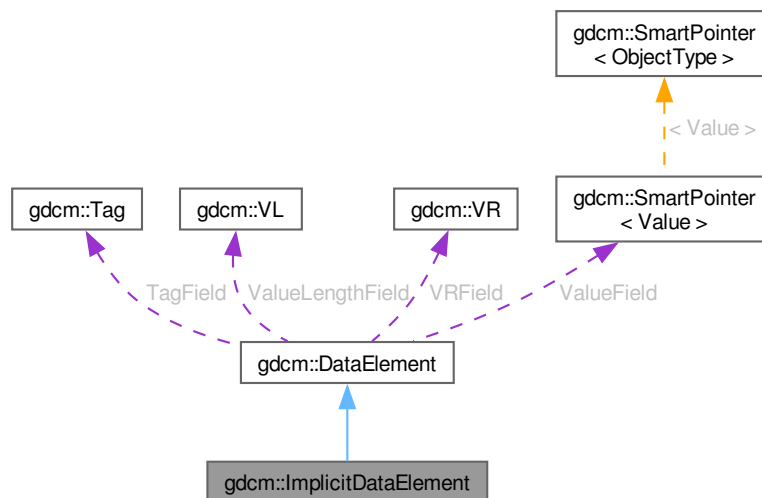 gdcm::SmartPointer
< ObjectType >
< Value >
gdcm::Tag
gdcm::VL
gdcm::VR
gdcm::SmartPointer
< Value >
TagField
ValueLengthField
VRField
ValueField
gdcm::DataElement
gdcm::ImplicitDataElement